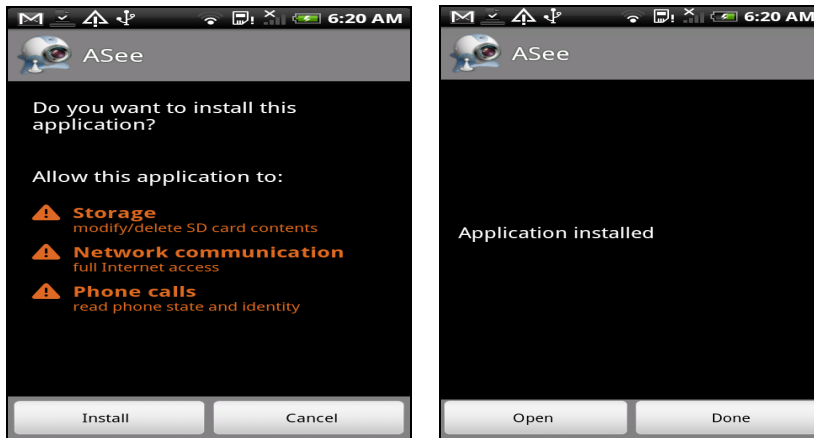 6:20 AM
ASee
Do you want to install this
application?
Allow this application to:
Storage
modify/delete SD card contents
Network communication
full Internet access
Phone calls
read phone state and identity
Install
Cancel
6:20 AM
ASee
Application installed
Open
Done